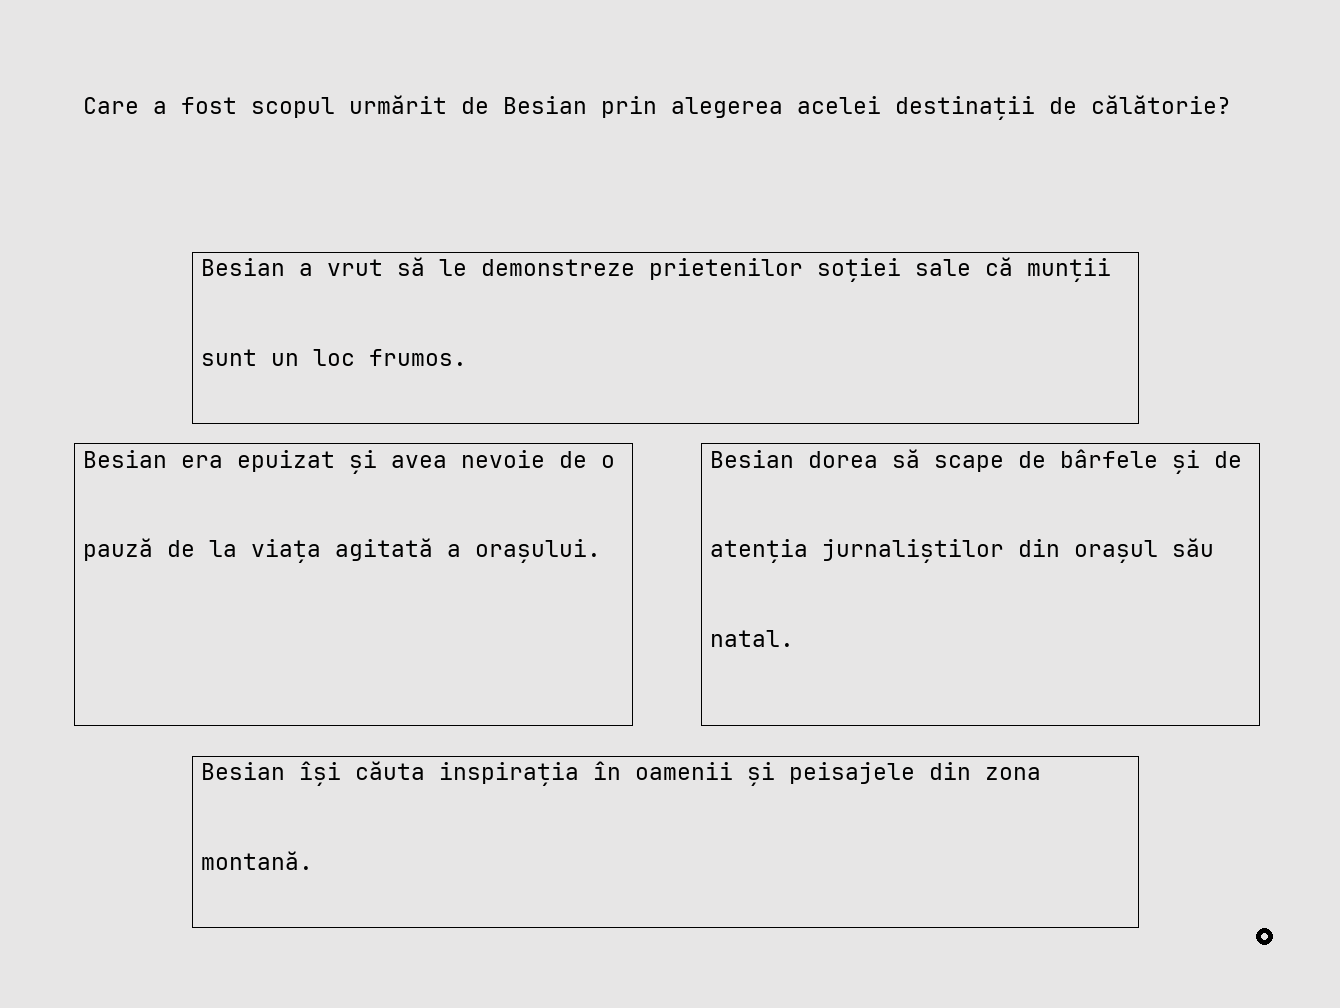 Care a fost scopul urmărit de Besian prin alegerea acelei destinații de călătorie?
Besian a vrut să le demonstreze prietenilor soției sale că munții
sunt un loc frumos.
Besian era epuizat și avea nevoie de o
pauză de la viața agitată a orașului.
Besian dorea să scape de bârfele și de
atenția jurnaliștilor din orașul său
natal.
Besian își căuta inspirația în oamenii și peisajele din zona
montană.